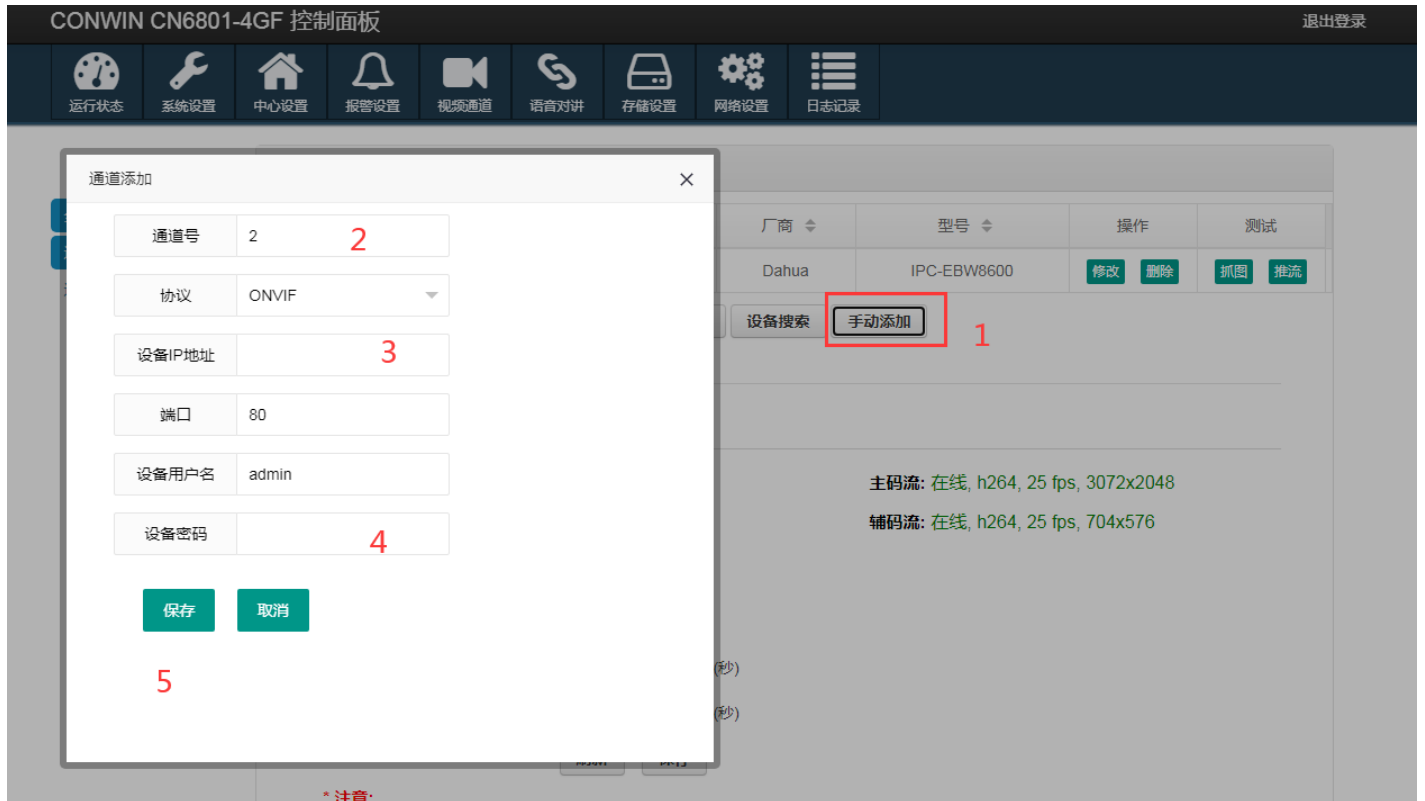 CONWIN CN6801-4GF 控制面板
退出登录
运行状态 系统设置 中心设置 报警设置 视频通道 语音对讲 存储设置 网络设置 日志记录
通道添加 ×
厂商 型号 操作 测试
通道号 2 2
Dahua IPC-EBW8600 修改 删除 抓图 推流
协议 ONVIF
设备搜索 手动添加 1
设备IP地址 3
端口 80
设备用户名 admin
主码流: 在线, h264, 25 fps, 3072x2048
辅码流: 在线, h264, 25 fps, 704x576
设备密码 4
保存 取消
5
(秒)
(秒)
* 注意: